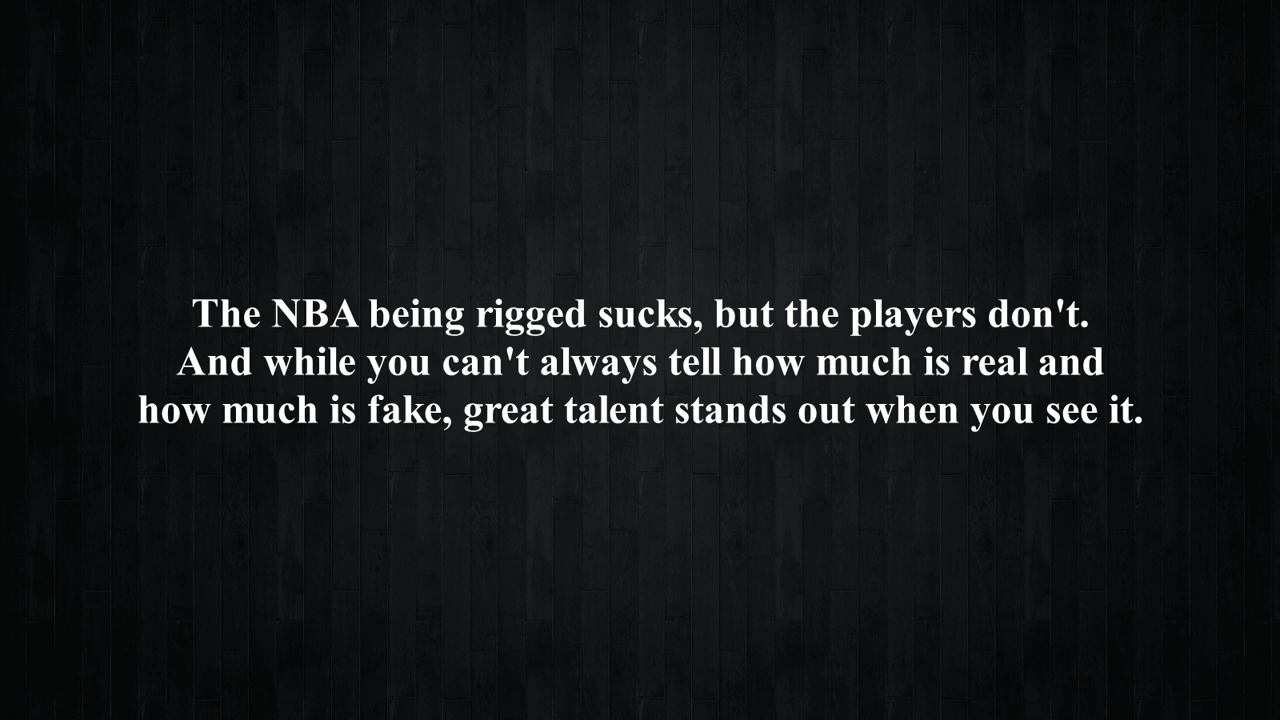 The NBA being rigged sucks, but the players don't.
And while you can't always tell how much is real and
how much is fake, great talent stands out when you see it.